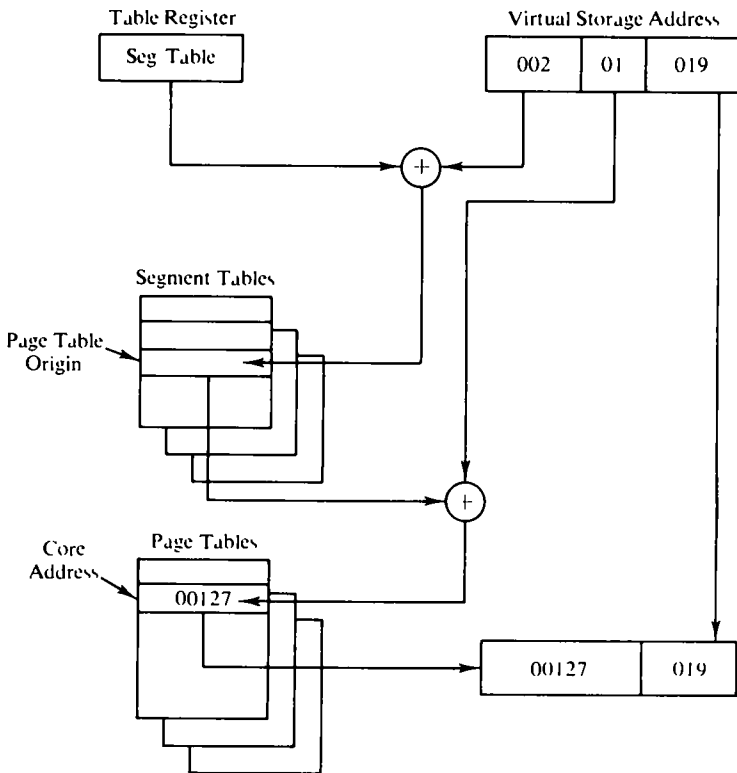 Table Register
Virtual Storage Address
Seg Table
002 01 019
+
Segment Tables
Page Table
Origin
+
Page Tables
Core
Address
00127
00127 019